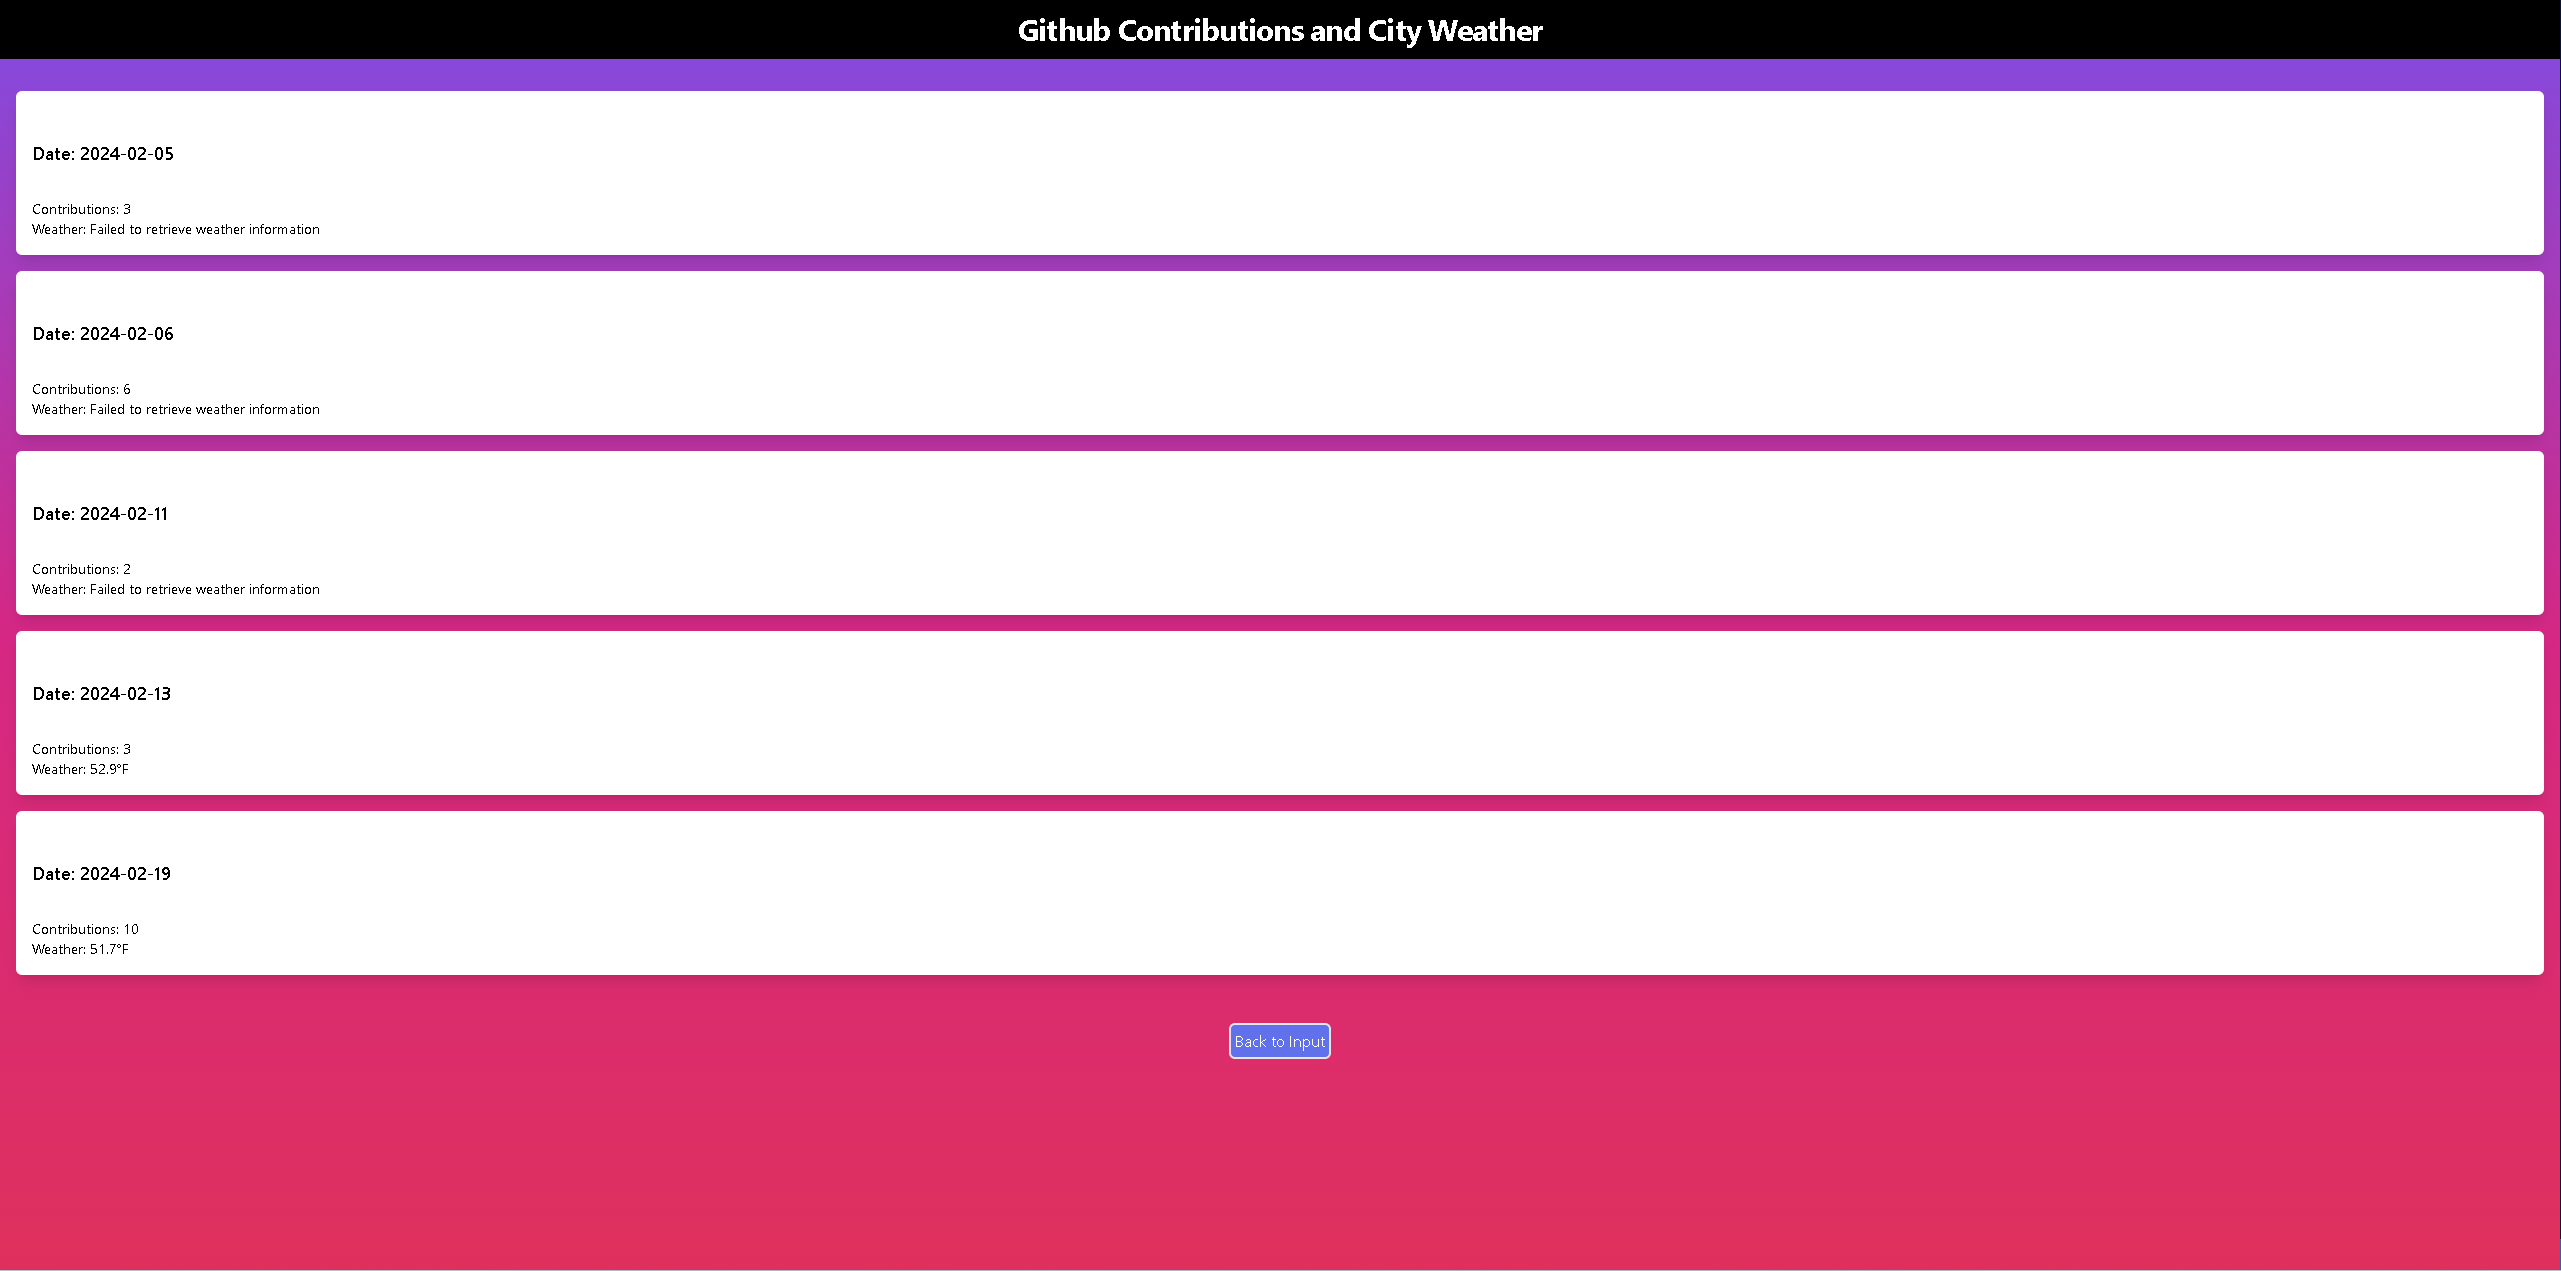 Github Contributions and City Weather
Date: 2024-02-05
Contributions: 3
Weather: Failed to retrieve weather information
Date: 2024-02-06
Contributions: 6
Weather: Failed to retrieve weather information
Date: 2024-02-11
Contributions: 2
Weather: Failed to retrieve weather information
Date: 2024-02-13
Contributions: 3
Weather: 52.9°F
Date: 2024-02-19
Contributions: 10
Weather: 51.7°F
Back to Input